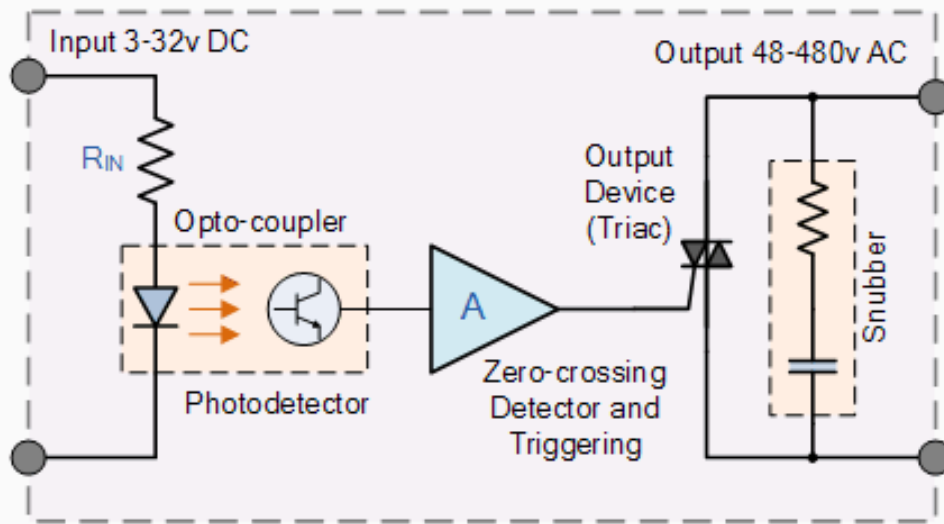 Input 3-32v DC
Output 48-480v AC
RIN
Opto-coupler
Output
Device
(Triac)
Snubber
A
Photodetector
Zero-crossing
Detector and
Triggering